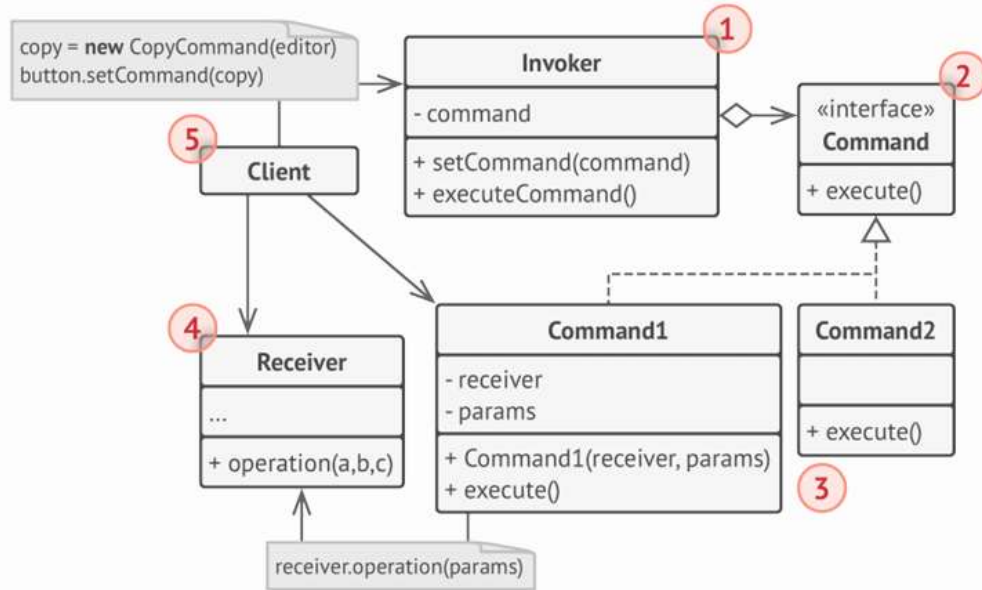 copy = new CopyCommand(editor)
button.setCommand(copy)
1
Invoker
- command
+ setCommand(command)
+ executeCommand()
2
«interface»
Command
+ execute()
5
Client
4
Receiver
...
+ operation(a,b,c)
Command1
- receiver
- params
+ Command1(receiver, params)
+ execute()
Command2
+ execute()
3
receiver.operation(params)